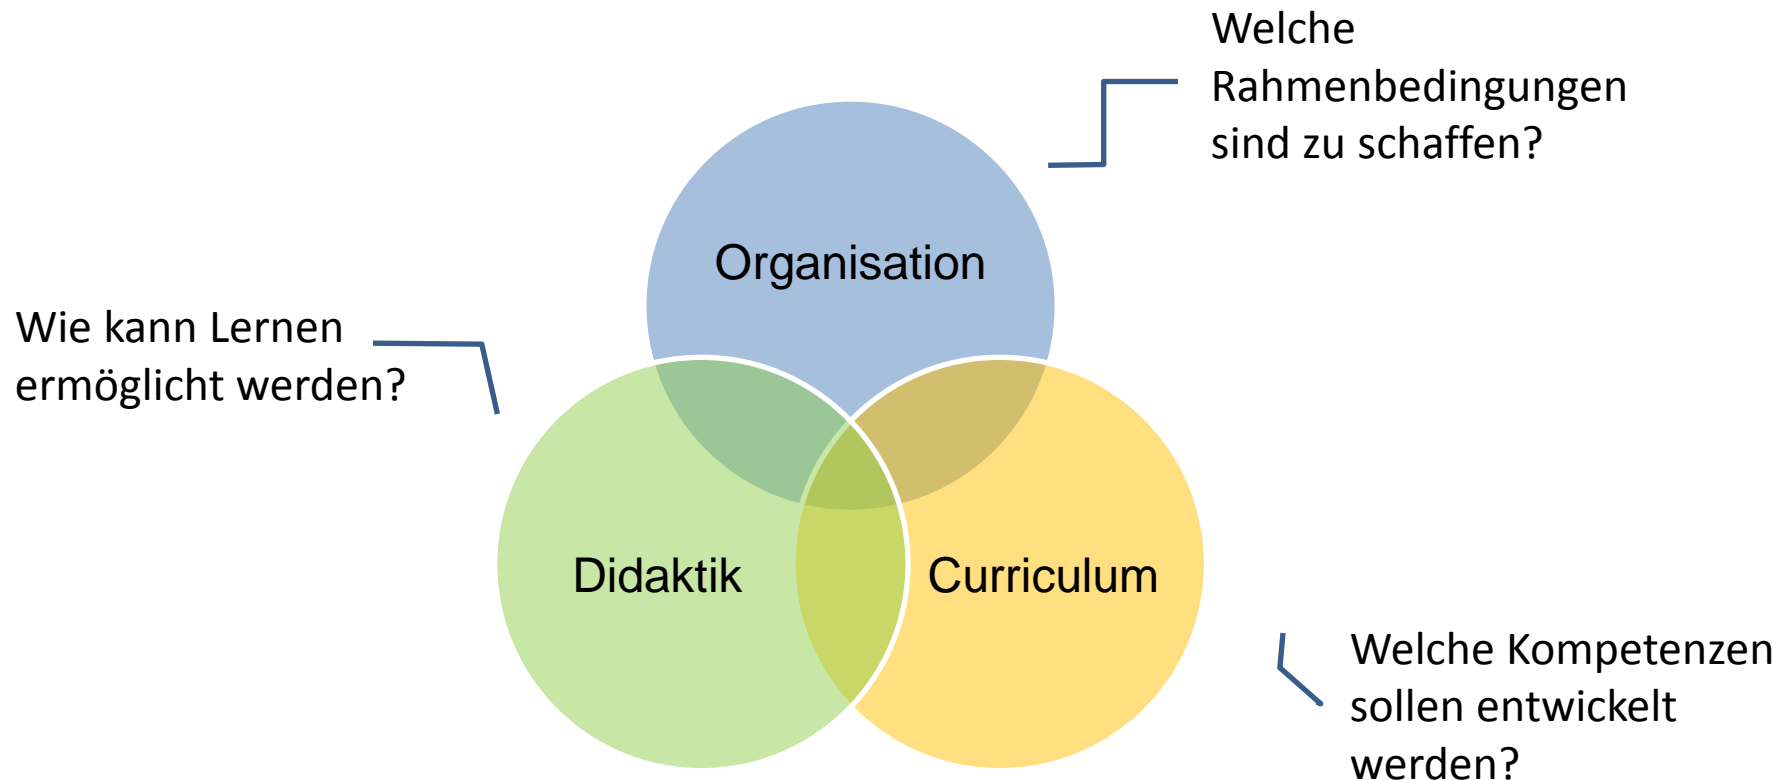 Welche
Rahmenbedingungen
sind zu schaffen?
Organisation
Wie kann Lernen
ermöglicht werden?
Didaktik
Curriculum
Welche Kompetenzen
sollen entwickelt
werden?